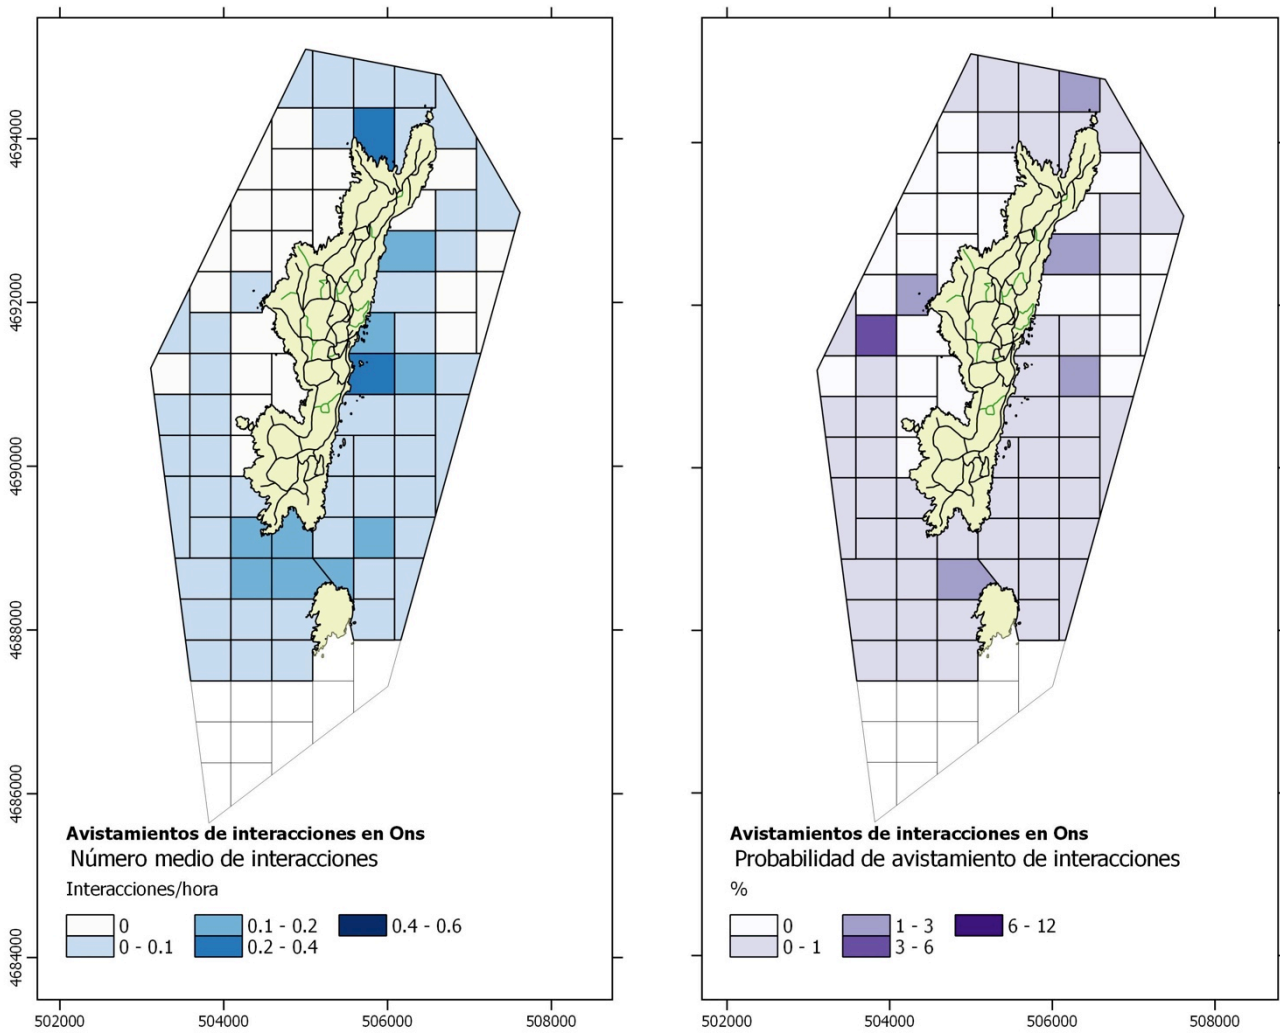 4694000
4692000
4690000
4688000
4686000
4684000
Avistamientos de interacciones en Ons
Número medio de interacciones
Interacciones/hora
0
0.1 - 0.2
0.4 - 0.6
0 - 0.1
0.2 - 0.4
502000
504000
506000
508000
Avistamientos de interacciones en Ons
Probabilidad de avistamiento de interacciones
%
0
1 - 3
6 - 12
0 - 1
3 - 6
502000
504000
506000
508000